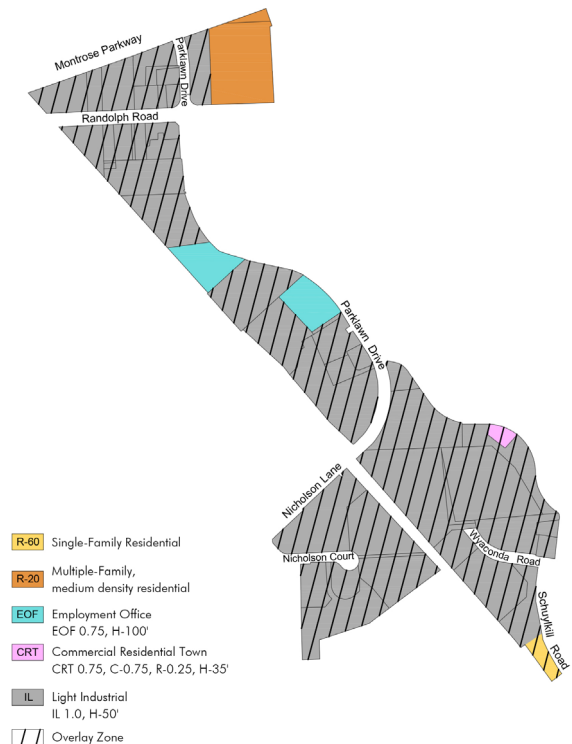 Montrose Parkway
Parklawn Drive
Randolph Road
Parklawn Drive
Nicholson Lane
Nicholson Court
Wyaconda Road
Schuylkill Road
R-60 Single-Family Residential
R-20 Multiple-Family,
medium density residential
EOF Employment Office
EOF 0.75, H-100'
CRT Commercial Residential Town
CRT 0.75, C-0.75, R-0.25, H-35'
IL Light Industrial
IL 1.0, H-50'
Overlay Zone